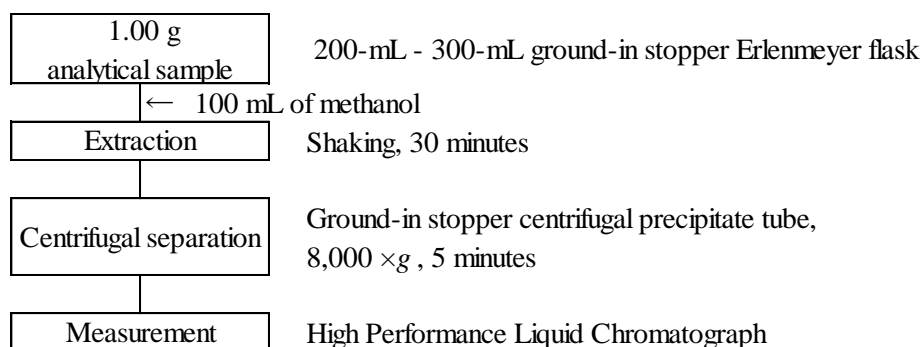 1.00 g
analytical sample
200-mL - 300-mL ground-in stopper Erlenmeyer flask
← 100 mL of methanol
Extraction
Shaking, 30 minutes
Centrifugal separation
Ground-in stopper centrifugal precipitate tube,
8,000 ×g , 5 minutes
Measurement
High Performance Liquid Chromatograph